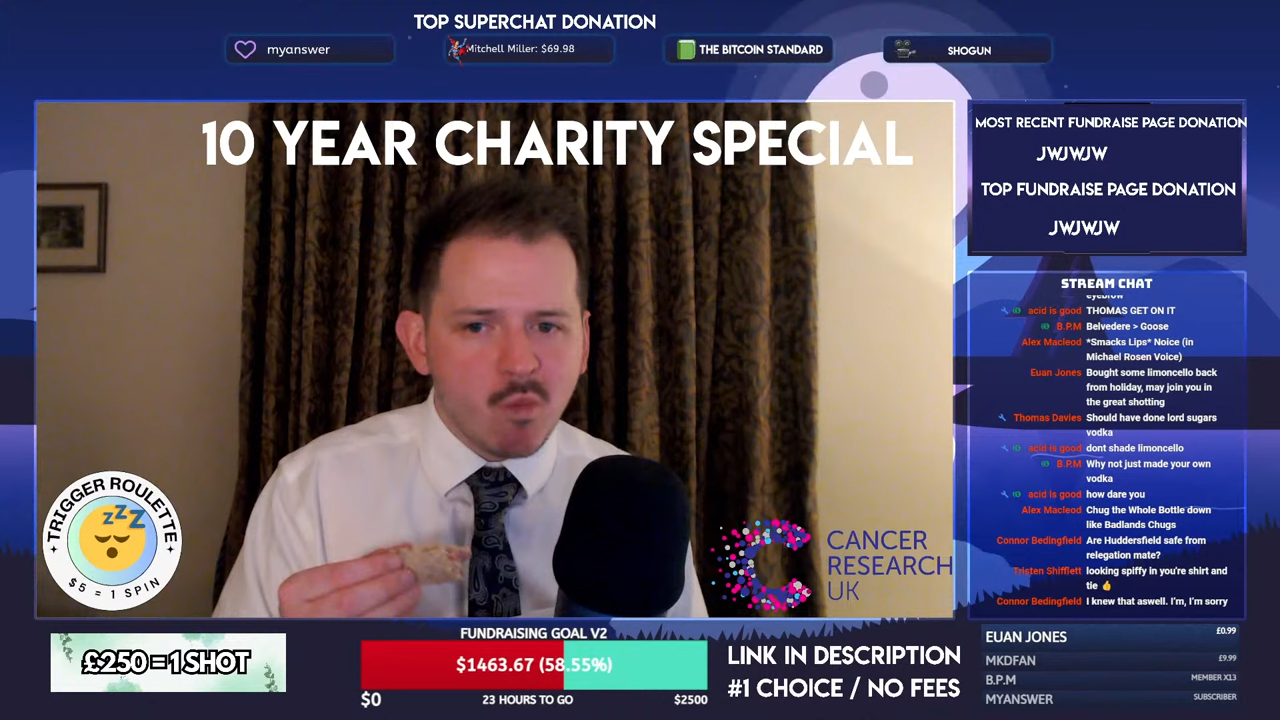 TOP SUPERCHAT DONATION
myanswer
Mitchell Miller: $69.98
THE BITCOIN STANDARD
SHOGUN
10 YEAR CHARITY SPECIAL
MOST RECENT FUNDRAISE PAGE DONATION
JWJWJW
TOP FUNDRAISE PAGE DONATION
JWJWJW
STREAM CHAT
eyebrow
acid is good THOMAS GET ON IT
B.P.M Belvedere > Goose
Alex Macleod *Smacks Lips* Noice (in
Michael Rosen Voice)
Euan Jones Bought some limoncello back
from holiday, may join you in
the great shotting
Thomas Davies Should have done lord sugars
vodka
acid is good dont shade limoncello
B.P.M Why not just made your own
vodka
acid is good how dare you
Alex Macleod Chug the Whole Bottle down
like Badlands Chugs
Connor Bedingfield Are Huddersfield safe from
relegation mate?
Tristen Shifflett looking spiffy in you're shirt and
tie 👍
Connor Bedingfield I knew that aswell. I'm, I'm sorry
TRIGGER ROULETTE
zzz
$5 = 1 SPIN
CANCER
RESEARCH
UK
£250 = 1 SHOT
FUNDRAISING GOAL V2
$1463.67 (58.55%)
$0
23 HOURS TO GO
$2500
LINK IN DESCRIPTION
#1 CHOICE / NO FEES
EUAN JONES £0.99
MKDFAN £9.99
B.P.M MEMBER X13
MYANSWER SUBSCRIBER